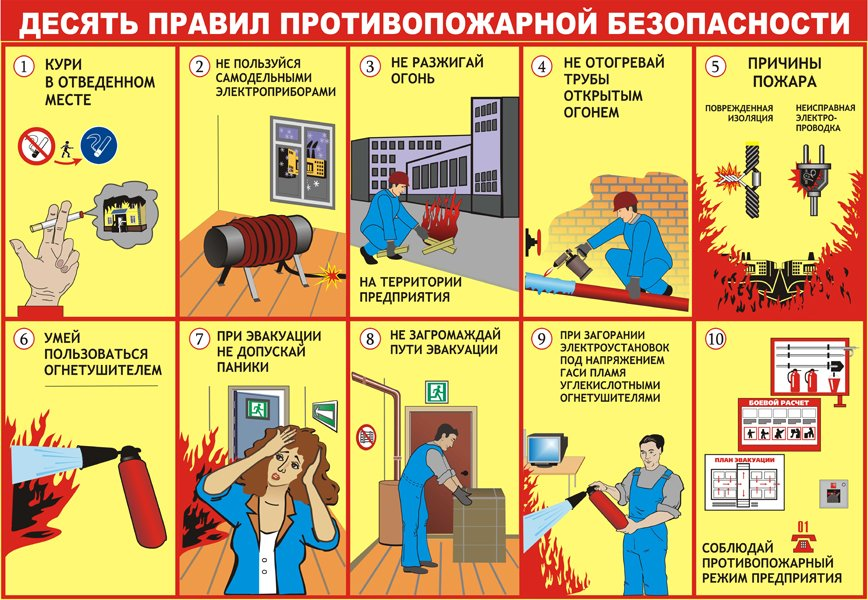 ДЕСЯТЬ ПРАВИЛ ПРОТИВОПОЖАРНОЙ БЕЗОПАСНОСТИ
1
КУРИ
В ОТВЕДЕННОМ
МЕСТЕ
2
НЕ ПОЛЬЗУЙСЯ
САМОДЕЛЬНЫМИ
ЭЛЕКТРОПРИБОРАМИ
3
НЕ РАЗЖИГАЙ
ОГОНЬ
НА ТЕРРИТОРИИ
ПРЕДПРИЯТИЯ
4
НЕ ОТОГРЕВАЙ
ТРУБЫ
ОТКРЫТЫМ
ОГОНЕМ
5
ПРИЧИНЫ
ПОЖАРА
ПОВРЕЖДЕННАЯ
ИЗОЛЯЦИЯ
НЕИСПРАВНАЯ
ЭЛЕКТРО-
ПРОВОДКА
6
УМЕЙ
ПОЛЬЗОВАТЬСЯ
ОГНЕТУШИТЕЛЕМ
7
ПРИ ЭВАКУАЦИИ
НЕ ДОПУСКАЙ
ПАНИКИ
8
НЕ ЗАГРОМАЖДАЙ
ПУТИ ЭВАКУАЦИИ
9
ПРИ ЗАГОРАНИИ
ЭЛЕКТРОУСТАНОВОК
ПОД НАПРЯЖЕНИЕМ
ГАСИ ПЛАМЯ
УГЛЕКИСЛОТНЫМИ
ОГНЕТУШИТЕЛЯМИ
10
БОЕВОЙ РАСЧЕТ
ПЛАН ЭВАКУАЦИИ
01
СОБЛЮДАЙ
ПРОТИВОПОЖАРНЫЙ
РЕЖИМ ПРЕДПРИЯТИЯ